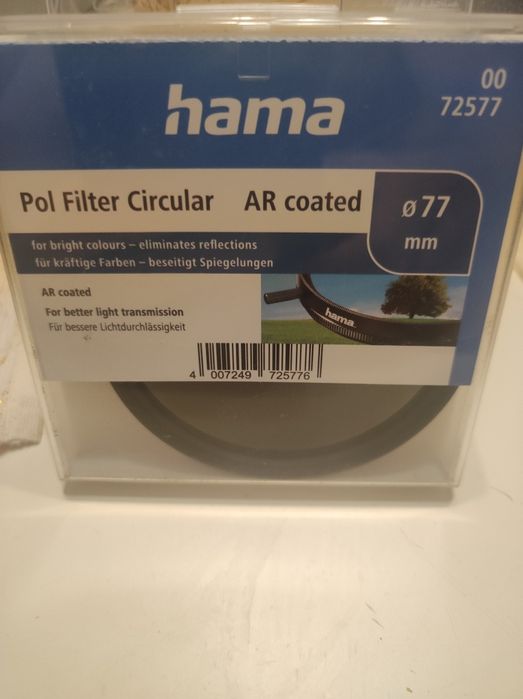 hama
00
72577
Pol Filter Circular AR coated
ø77
mm
for bright colours – eliminates reflections
für kräftige Farben – beseitigt Spiegelungen
AR coated
For better light transmission
Für bessere Lichtdurchlässigkeit
hama
4 007249 725776